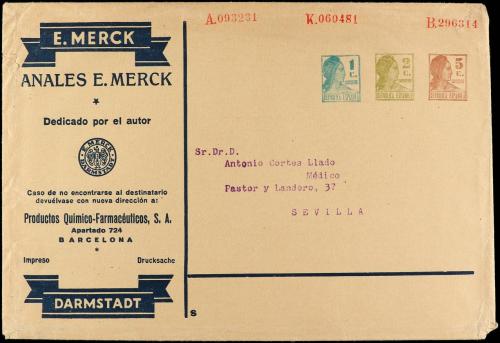 A.093231 K.060481 B.296314
E. MERCK
ANALES E. MERCK
*
Dedicado por el autor
E. MERCK
DARMSTADT
Caso de no encontrarse al destinatario
devuélvase con nueva dirección a:
Productos Químico-Farmacéuticos, S. A.
Apartado 724
BARCELONA
*
Impreso Drucksache
DARMSTADT
1 C.
REPUBLICA ESPAÑOLA
2 C.
REPUBLICA ESPAÑOLA
5 C.
REPUBLICA ESPAÑOLA
Sr.Dr.D.
Antonio Cortes Llado
Médico
Pastor y Landero, 37
SEVILLA
S